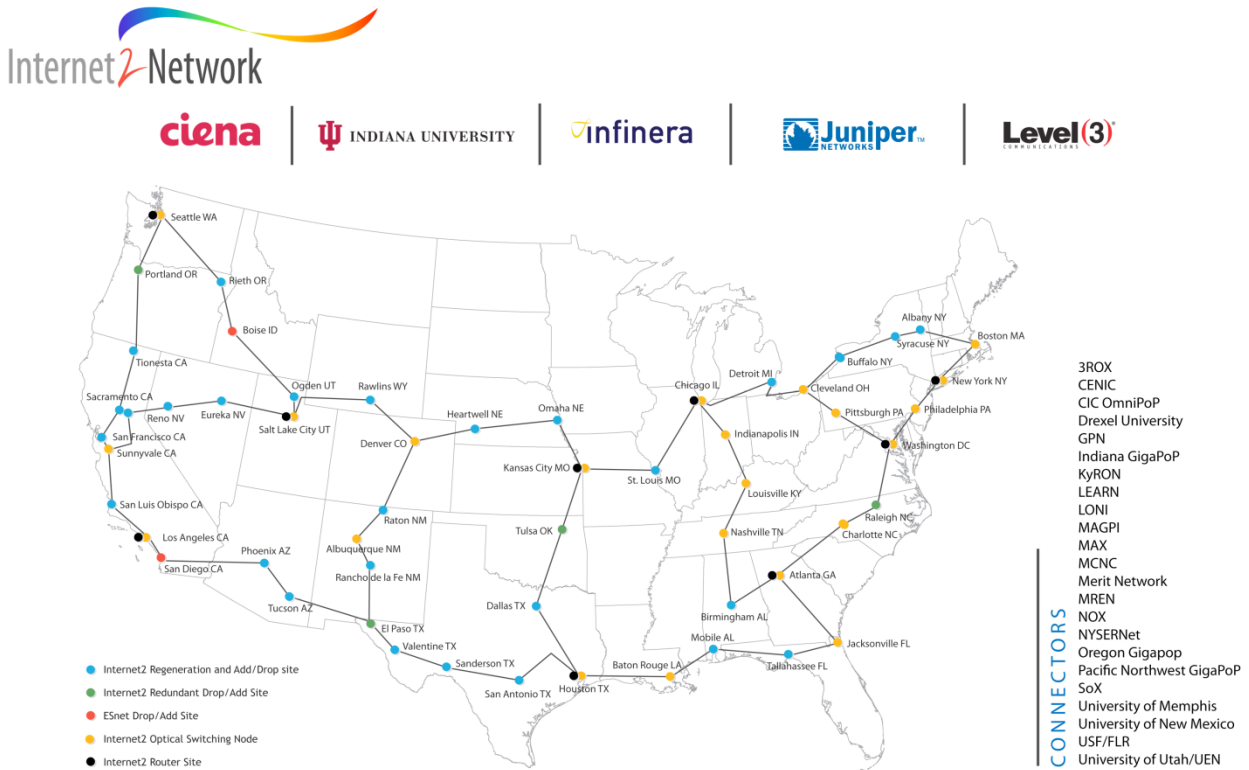 Internet2 Network
ciena
INDIANA UNIVERSITY
infinera
Juniper™
NETWORKS
Level(3)®
COMMUNICATIONS
Seattle WA
Portland OR
Rieth OR
Boise ID
Tionesta CA
Ogden UT
Rawlins WY
Sacramento CA
Reno NV
Eureka NV
Salt Lake City UT
San Francisco CA
Sunnyvale CA
San Luis Obispo CA
Los Angeles CA
San Diego CA
Phoenix AZ
Tucson AZ
Denver CO
Heartwell NE
Omaha NE
Kansas City MO
St. Louis MO
Raton NM
Albuquerque NM
Rancho de la Fe NM
El Paso TX
Valentine TX
Sanderson TX
San Antonio TX
Houston TX
Dallas TX
Tulsa OK
Chicago IL
Detroit MI
Cleveland OH
Buffalo NY
Syracuse NY
Albany NY
Boston MA
New York NY
Philadelphia PA
Pittsburgh PA
Washington DC
Indianapolis IN
Louisville KY
Nashville TN
Birmingham AL
Raleigh NC
Charlotte NC
Atlanta GA
Jacksonville FL
Tallahassee FL
Mobile AL
Baton Rouge LA
Internet2 Regeneration and Add/Drop site
Internet2 Redundant Drop/Add Site
ESnet Drop/Add Site
Internet2 Optical Switching Node
Internet2 Router Site
CONNECTORS
3ROX
CENIC
CIC OmniPoP
Drexel University
GPN
Indiana GigaPoP
KyRON
LEARN
LONI
MAGPI
MAX
MCNC
Merit Network
MREN
NOX
NYSERNet
Oregon Gigapop
Pacific Northwest GigaPoP
SoX
University of Memphis
University of New Mexico
USF/FLR
University of Utah/UEN